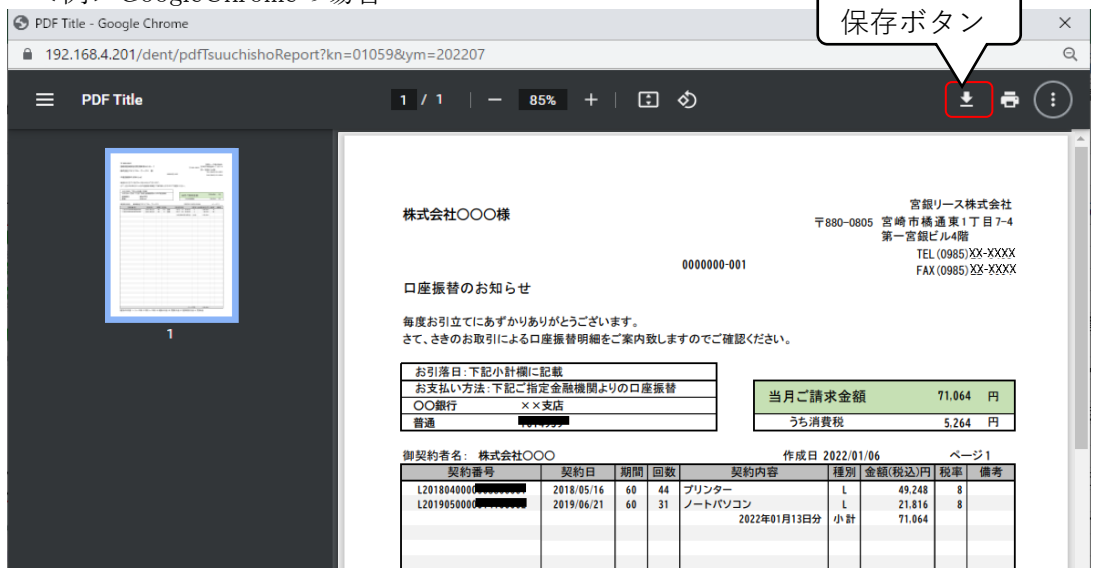 PDF Title - Google Chrome
保存ボタン
192.168.4.201/dent/pdfTsuuchishoReport?kn=01059&ym=202207
PDF Title
1 / 1
85%
1
株式会社〇〇〇様
宮銀リース株式会社
〒880-0805 宮崎市橘通東1丁目7-4
第一宮銀ビル4階
TEL(0985)XX-XXXX
FAX(0985)XX-XXXX
0000000-001
口座振替のお知らせ
毎度お引立てにあずかりありがとうございます。
さて、さきのお取引による口座振替明細をご案内致しますのでご確認ください。
お引落日：下記小計欄に記載
お支払い方法：下記ご指定金融機関よりの口座振替
〇〇銀行 ××支店
普通
当月ご請求金額 71,064 円
うち消費税 5,264 円
御契約者名： 株式会社〇〇〇 作成日 2022/01/06 ページ1
契約番号 契約日 期間 回数 契約内容 種別 金額(税込)円 税率 備考
L2018040000 2018/05/16 60 44 プリンター L 49,248 8
L2019050000 2019/06/21 60 31 ノートパソコン L 21,816 8
2022年01月13日分 小計 71,064